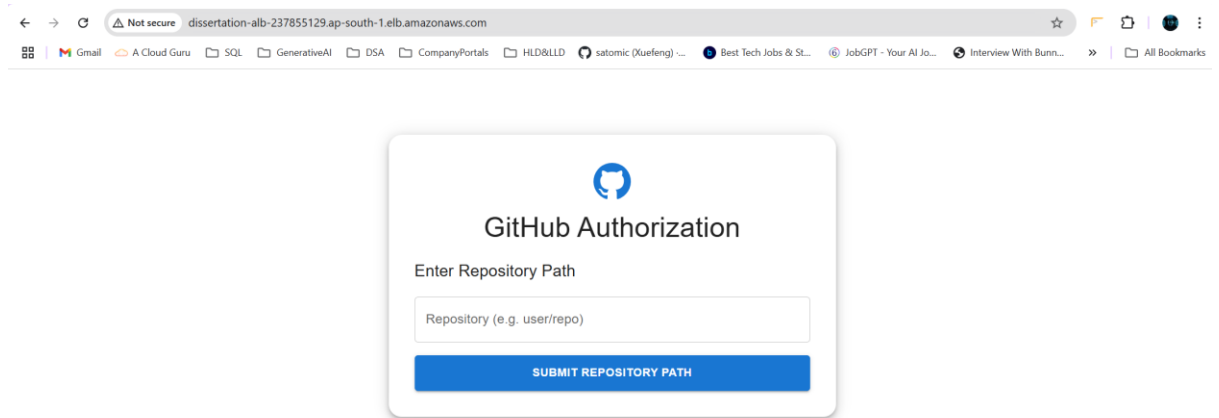 Not secure dissertation-alb-237855129.ap-south-1.elb.amazonaws.com
Gmail A Cloud Guru SQL GenerativeAI DSA CompanyPortals HLD&LLD satomic (Xuefeng) -... Best Tech Jobs & St... JobGPT - Your AI Jo... Interview With Bunn... » All Bookmarks
GitHub Authorization
Enter Repository Path
Repository (e.g. user/repo)
SUBMIT REPOSITORY PATH